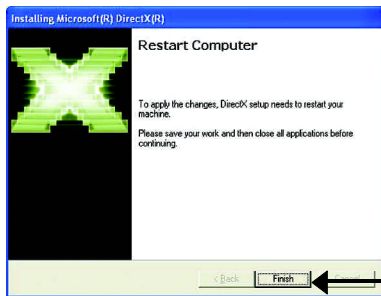 Installing Microsoft(R) DirectX(R)
Restart Computer
To apply the changes, DirectX setup needs to restart your
machine.
Please save your work and then close all applications before
continuing.
< Back Finish Cancel